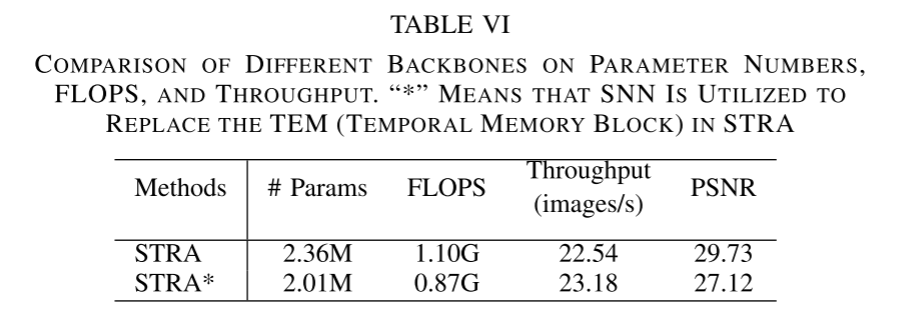 TABLE VI
COMPARISON OF DIFFERENT BACKBONES ON PARAMETER NUMBERS,
FLOPS, AND THROUGHPUT. “*” MEANS THAT SNN IS UTILIZED TO
REPLACE THE TEM (TEMPORAL MEMORY BLOCK) IN STRA
Methods # Params FLOPS Throughput (images/s) PSNR
STRA 2.36M 1.10G 22.54 29.73
STRA* 2.01M 0.87G 23.18 27.12